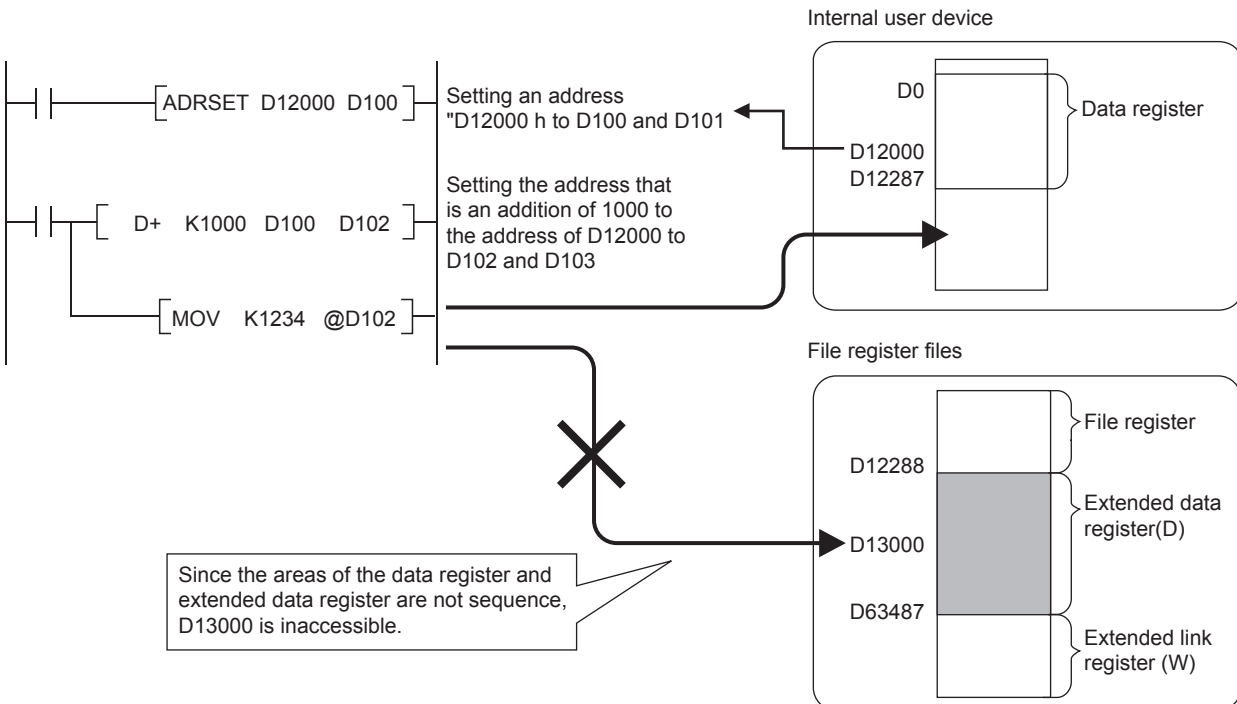 Internal user device
[ADRSET D12000 D100]
Setting an address
"D12000 h to D100 and D101
D0
Data register
D12000
D12287
[ D+ K1000 D100 D102 ]
Setting the address that
is an addition of 1000 to
the address of D12000 to
D102 and D103
[MOV K1234 @D102]
File register files
File register
D12288
Extended data
register(D)
D13000
D63487
Extended link
register (W)
Since the areas of the data register and
extended data register are not sequence,
D13000 is inaccessible.